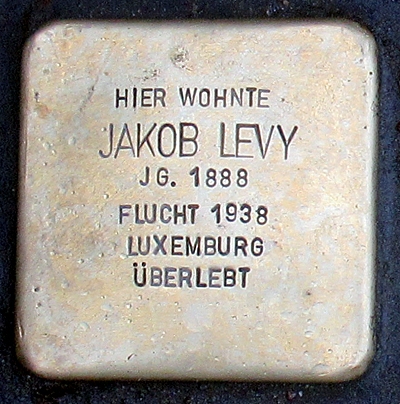 HIER WOHNTE
JAKOB LEVY
JG. 1888
FLUCHT 1938
LUXEMBURG
ÜBERLEBT